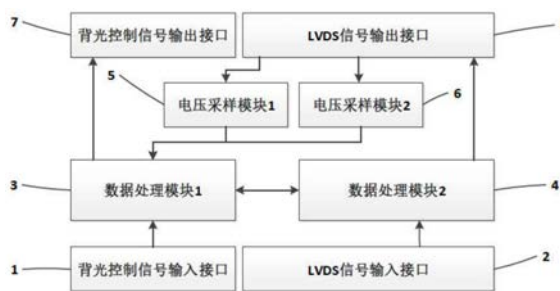 7
背光控制信号输出接口
LVDS信号输出接口
5
电压采样模块1
电压采样模块2
6
3
数据处理模块1
数据处理模块2
4
1
背光控制信号输入接口
LVDS信号输入接口
2